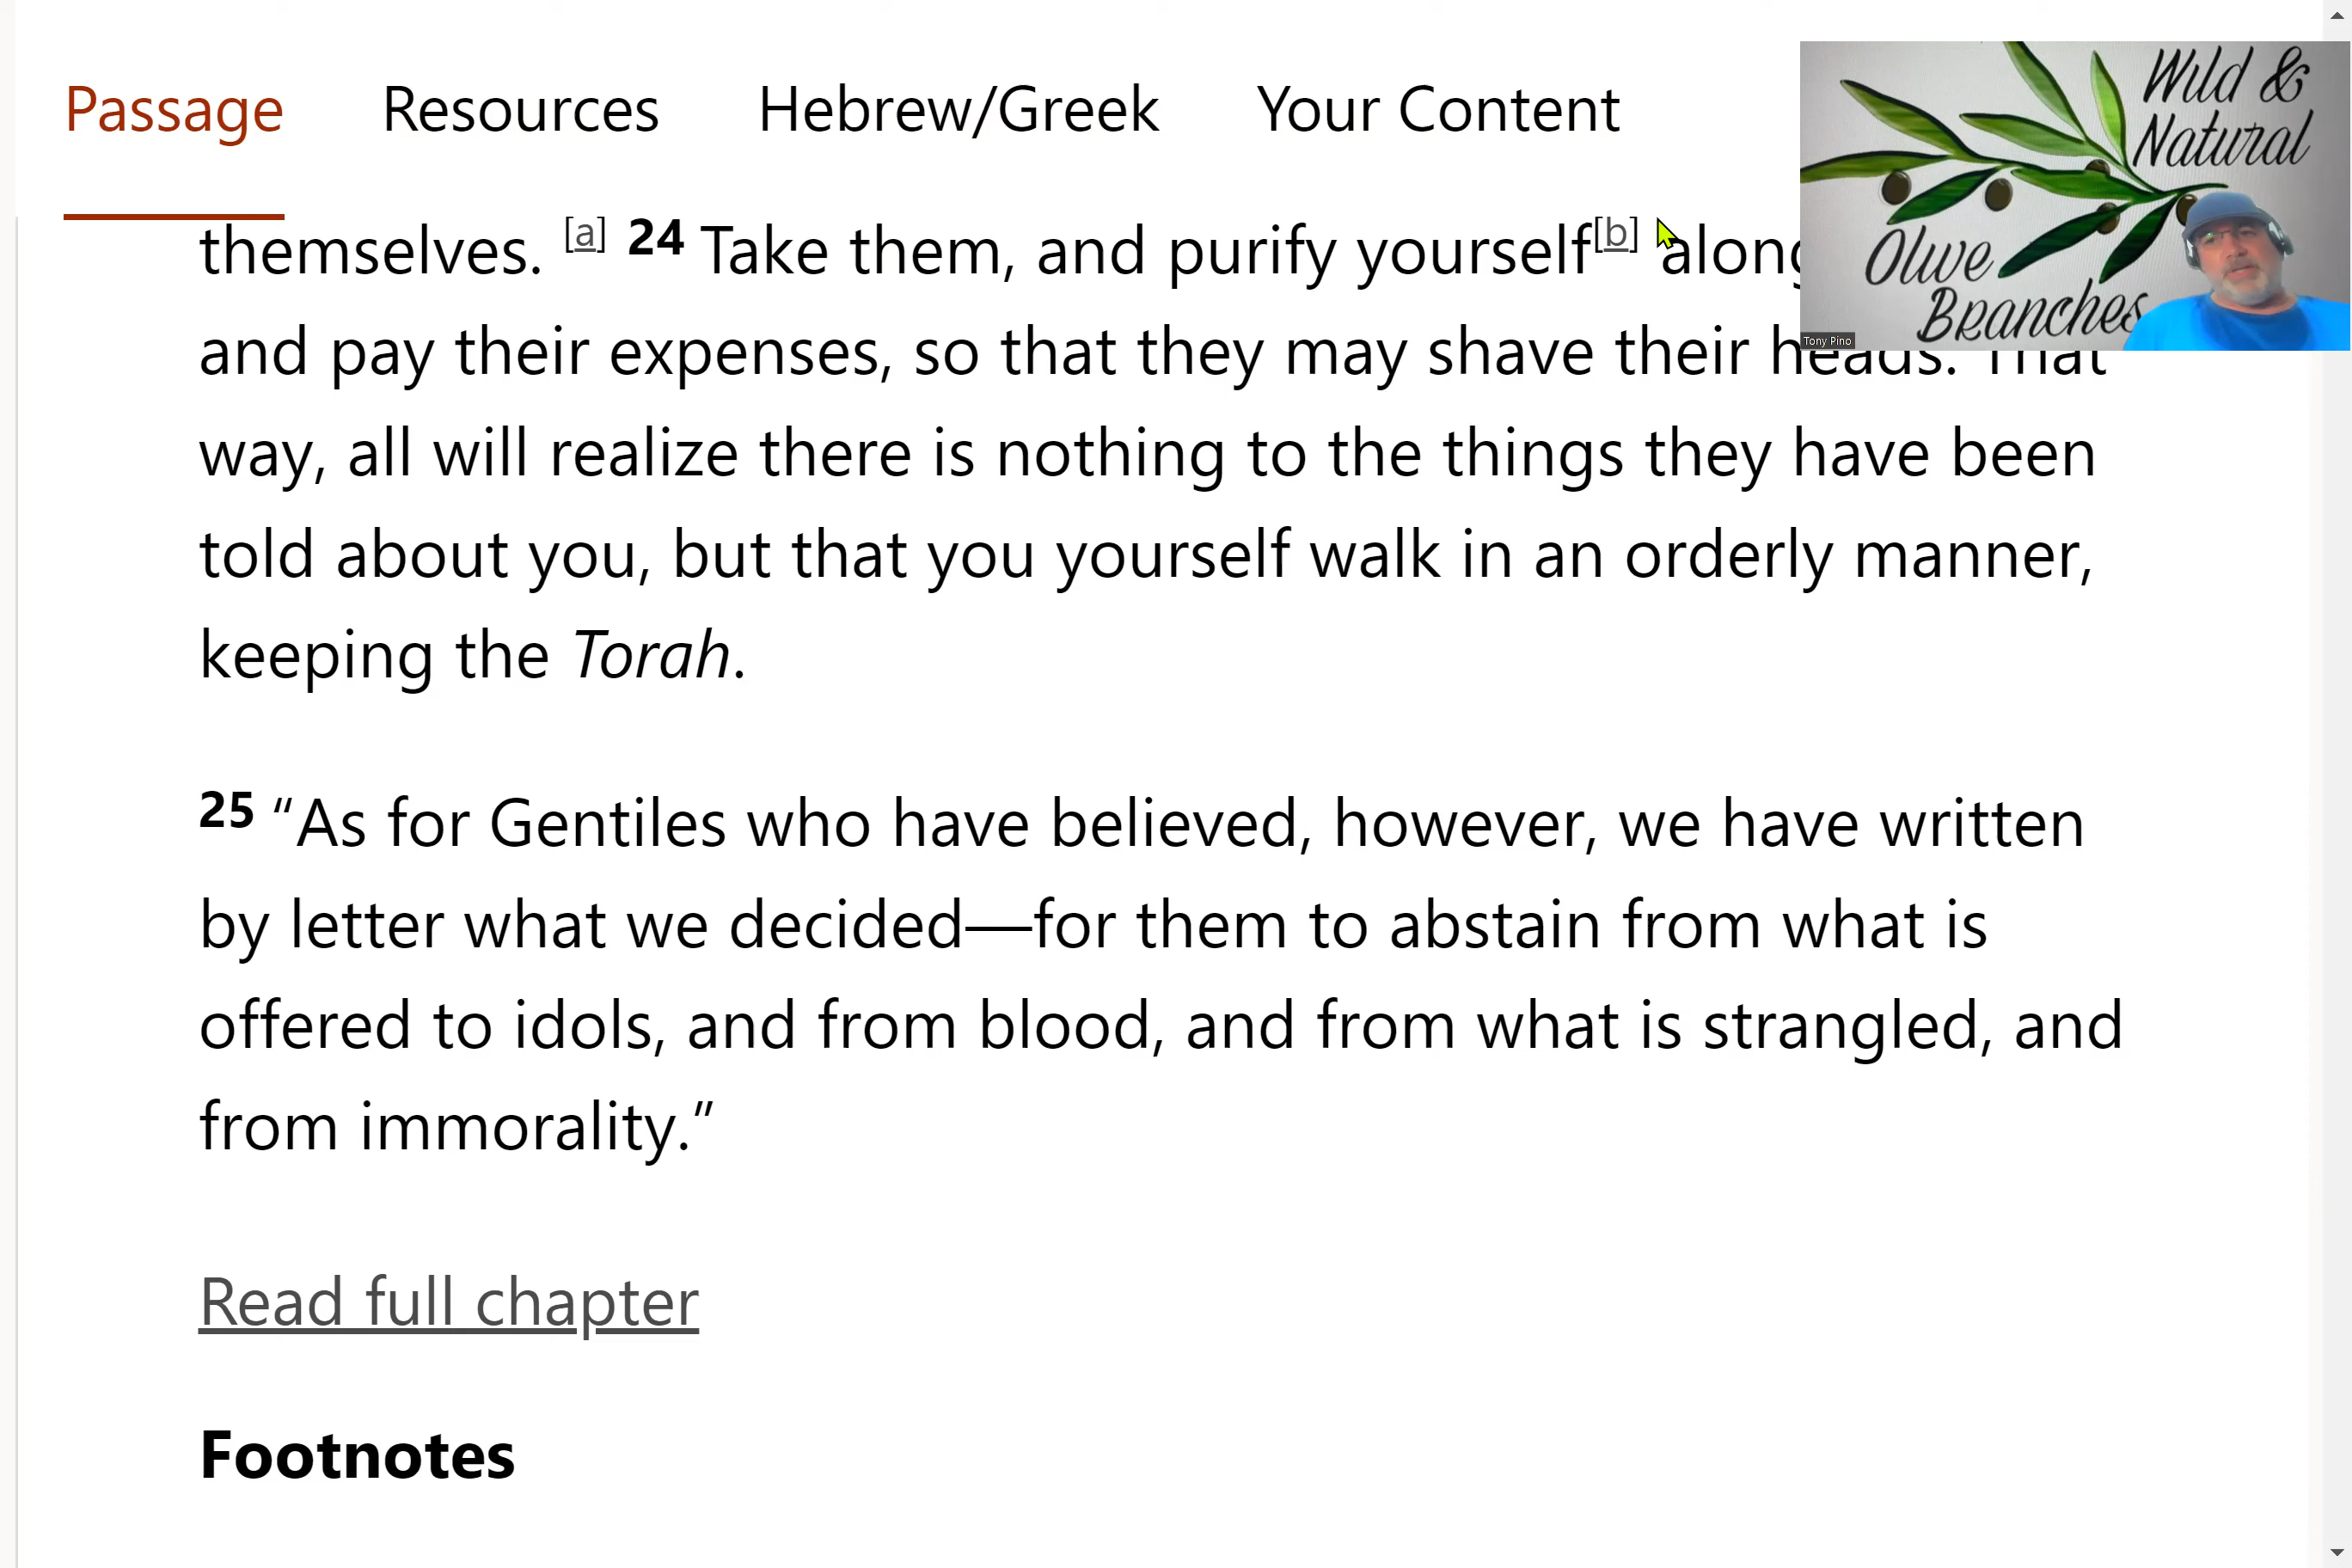 Passage Resources Hebrew/Greek Your Content
Wild &
Natural
Olive
Branches
Tony Pino
themselves. [a] 24 Take them, and purify yourself[b] along
and pay their expenses, so that they may shave their heads. That
way, all will realize there is nothing to the things they have been
told about you, but that you yourself walk in an orderly manner,
keeping the Torah.
25 “As for Gentiles who have believed, however, we have written
by letter what we decided—for them to abstain from what is
offered to idols, and from blood, and from what is strangled, and
from immorality.”
Read full chapter
Footnotes